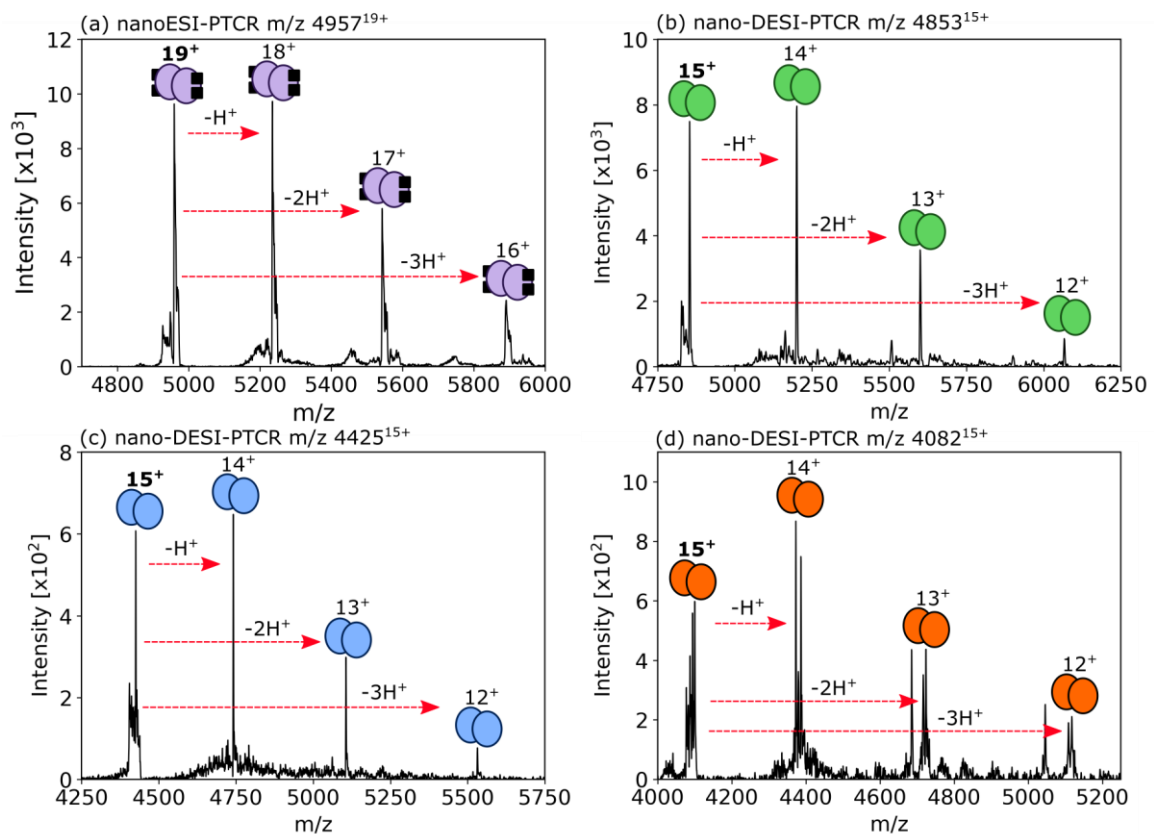 (a) nanoESI-PTCR m/z 4957¹⁹⁺
12
10
8
6
4
2
0
Intensity [x10³]
19⁺
18⁺
17⁺
16⁺
-H⁺
-2H⁺
-3H⁺
4800
5000
5200
5400
5600
5800
6000
m/z
(b) nano-DESI-PTCR m/z 4853¹⁵⁺
10
8
6
4
2
0
Intensity [x10³]
15⁺
14⁺
13⁺
12⁺
-H⁺
-2H⁺
-3H⁺
4750
5000
5250
5500
5750
6000
6250
m/z
(c) nano-DESI-PTCR m/z 4425¹⁵⁺
8
6
4
2
0
Intensity [x10²]
15⁺
14⁺
13⁺
12⁺
-H⁺
-2H⁺
-3H⁺
4250
4500
4750
5000
5250
5500
5750
m/z
(d) nano-DESI-PTCR m/z 4082¹⁵⁺
10
8
6
4
2
0
Intensity [x10²]
15⁺
14⁺
13⁺
12⁺
-H⁺
-2H⁺
-3H⁺
4000
4200
4400
4600
4800
5000
5200
m/z